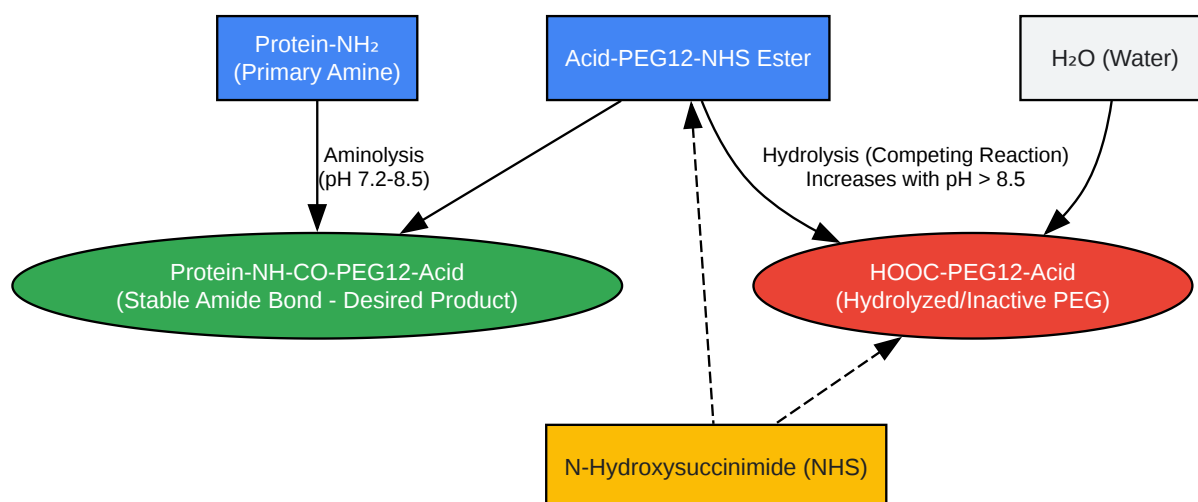 Protein-NH₂
(Primary Amine)
Acid-PEG12-NHS Ester
H₂O (Water)
Aminolysis
(pH 7.2-8.5)
Hydrolysis (Competing Reaction)
Increases with pH > 8.5
Protein-NH-CO-PEG12-Acid
(Stable Amide Bond - Desired Product)
HOOC-PEG12-Acid
(Hydrolyzed/Inactive PEG)
N-Hydroxysuccinimide (NHS)